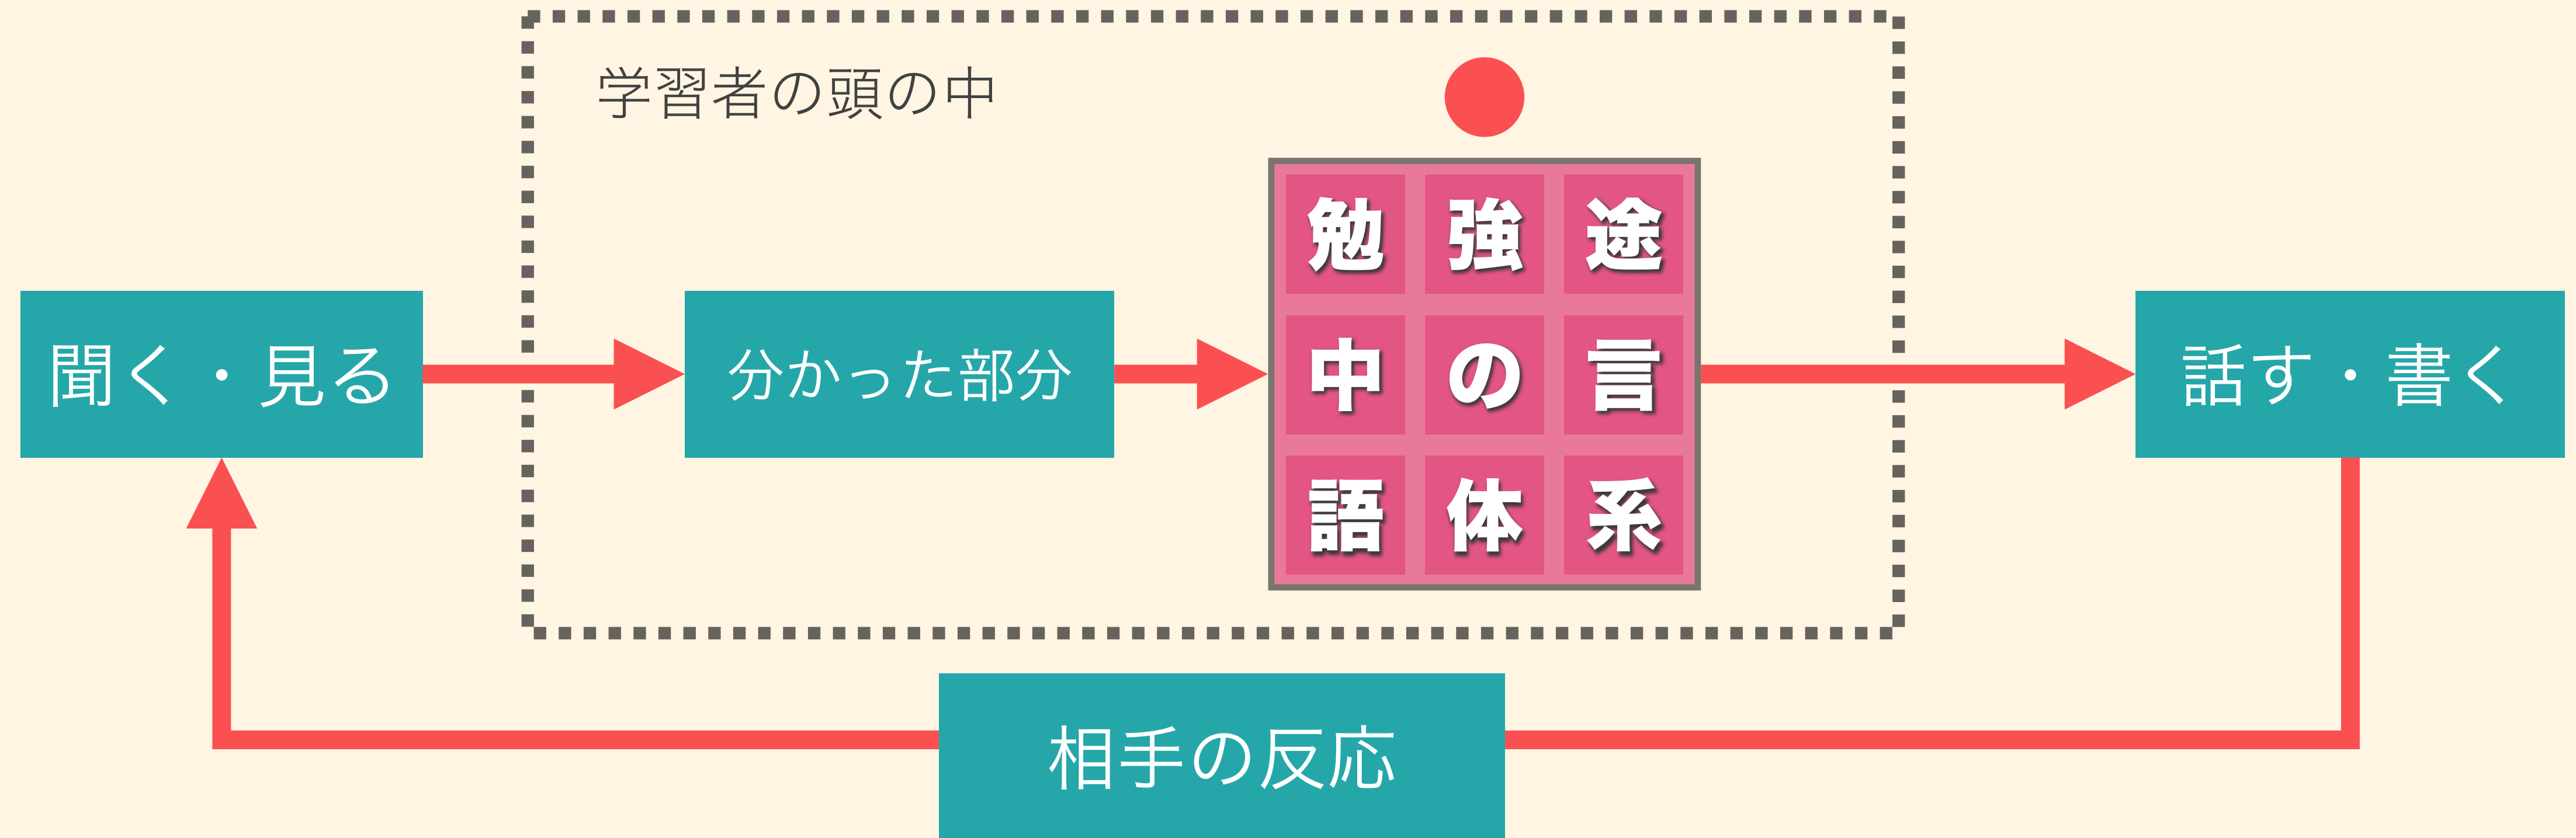 学習者の頭の中
聞く・見る
分かった部分
勉強途
中の言
語体系
話す・書く
相手の反応